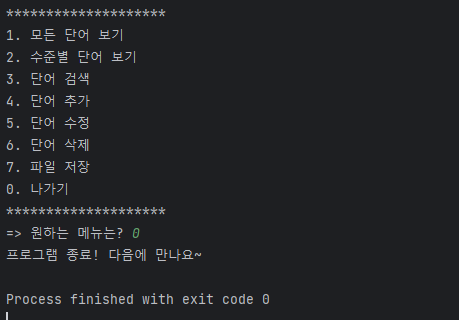 ********************
1. 모든 단어 보기
2. 수준별 단어 보기
3. 단어 검색
4. 단어 추가
5. 단어 수정
6. 단어 삭제
7. 파일 저장
0. 나가기
********************
=> 원하는 메뉴는? 0
프로그램 종료! 다음에 만나요~
Process finished with exit code 0